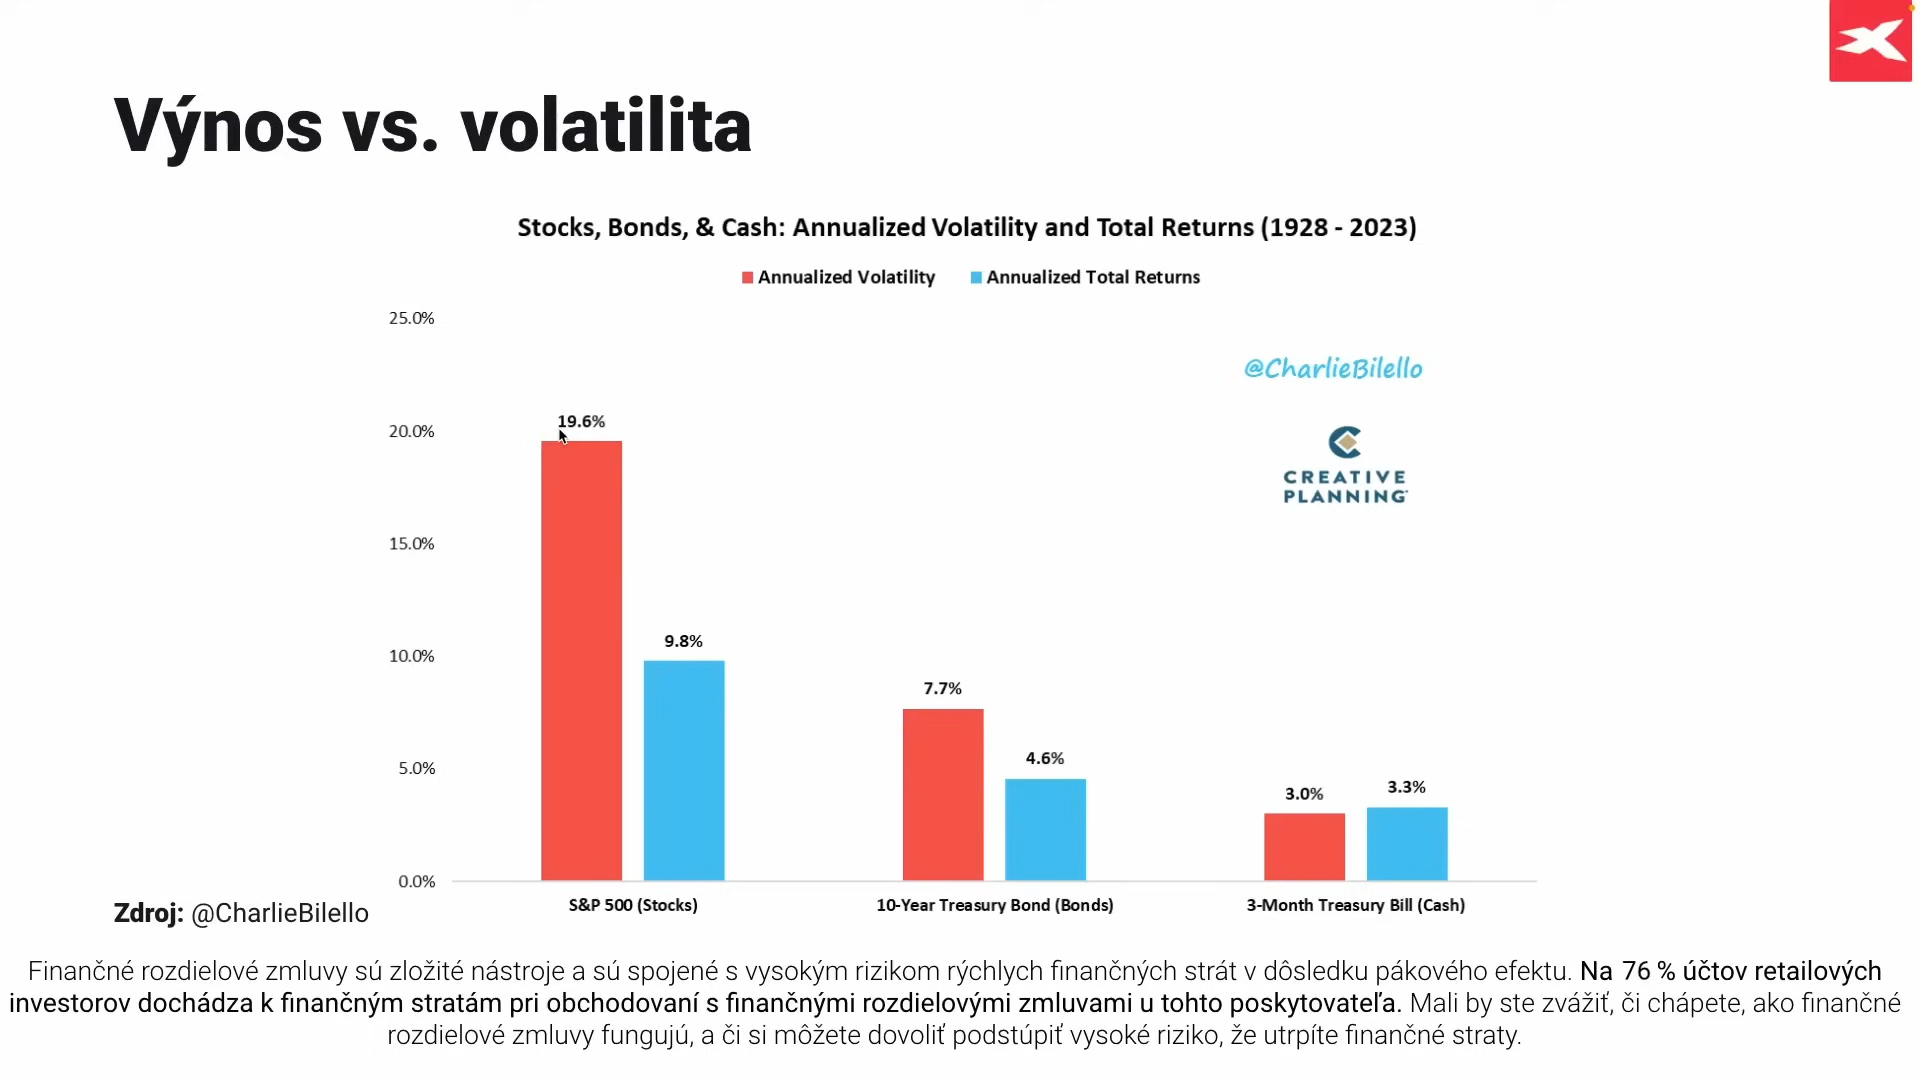 Výnos vs. volatilita
Stocks, Bonds, & Cash: Annualized Volatility and Total Returns (1928 - 2023)
Annualized Volatility Annualized Total Returns
25.0%
@CharlieBilello
19.6%
20.0%
CREATIVE
PLANNING
15.0%
9.8%
10.0%
7.7%
4.6%
5.0%
3.0% 3.3%
0.0%
S&P 500 (Stocks) 10-Year Treasury Bond (Bonds) 3-Month Treasury Bill (Cash)
Zdroj: @CharlieBilello
Finančné rozdielové zmluvy sú zložité nástroje a sú spojené s vysokým rizikom rýchlych finančných strát v dôsledku pákového efektu. Na 76 % účtov retailových
investorov dochádza k finančným stratám pri obchodovaní s finančnými rozdielovými zmluvami u tohto poskytovateľa. Mali by ste zvážiť, či chápete, ako finančné
rozdielové zmluvy fungujú, a či si môžete dovoliť podstúpiť vysoké riziko, že utrpíte finančné straty.